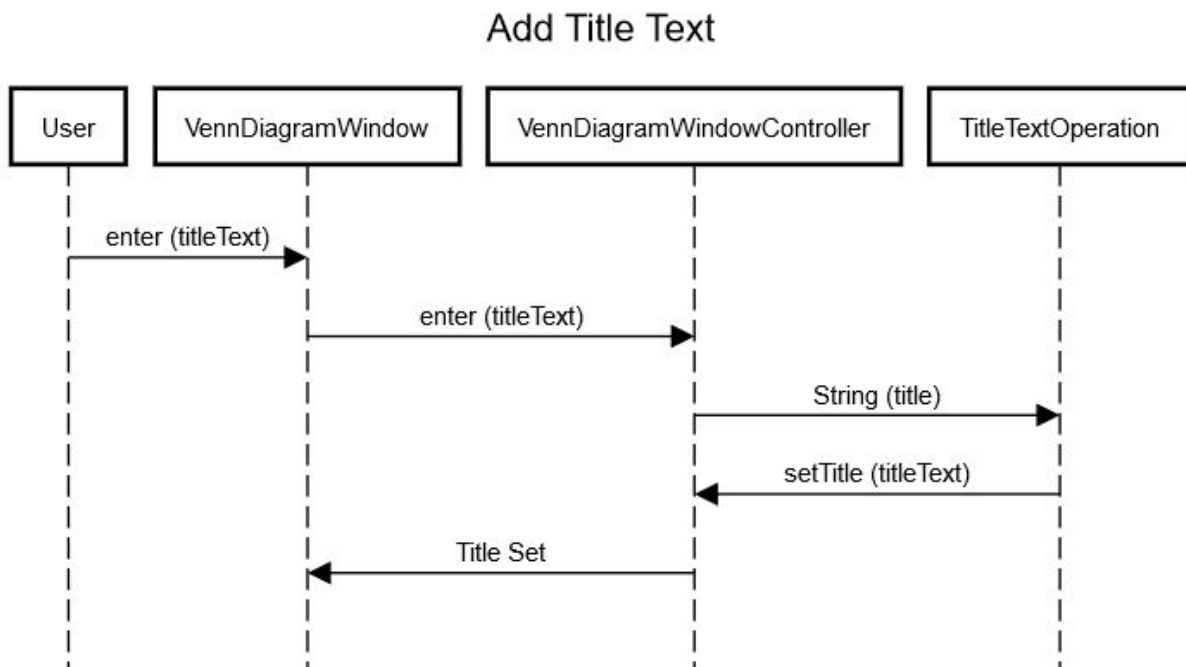 Add Title Text
User
VennDiagramWindow
VennDiagramWindowController
TitleTextOperation
enter (titleText)
enter (titleText)
String (title)
setTitle (titleText)
Title Set